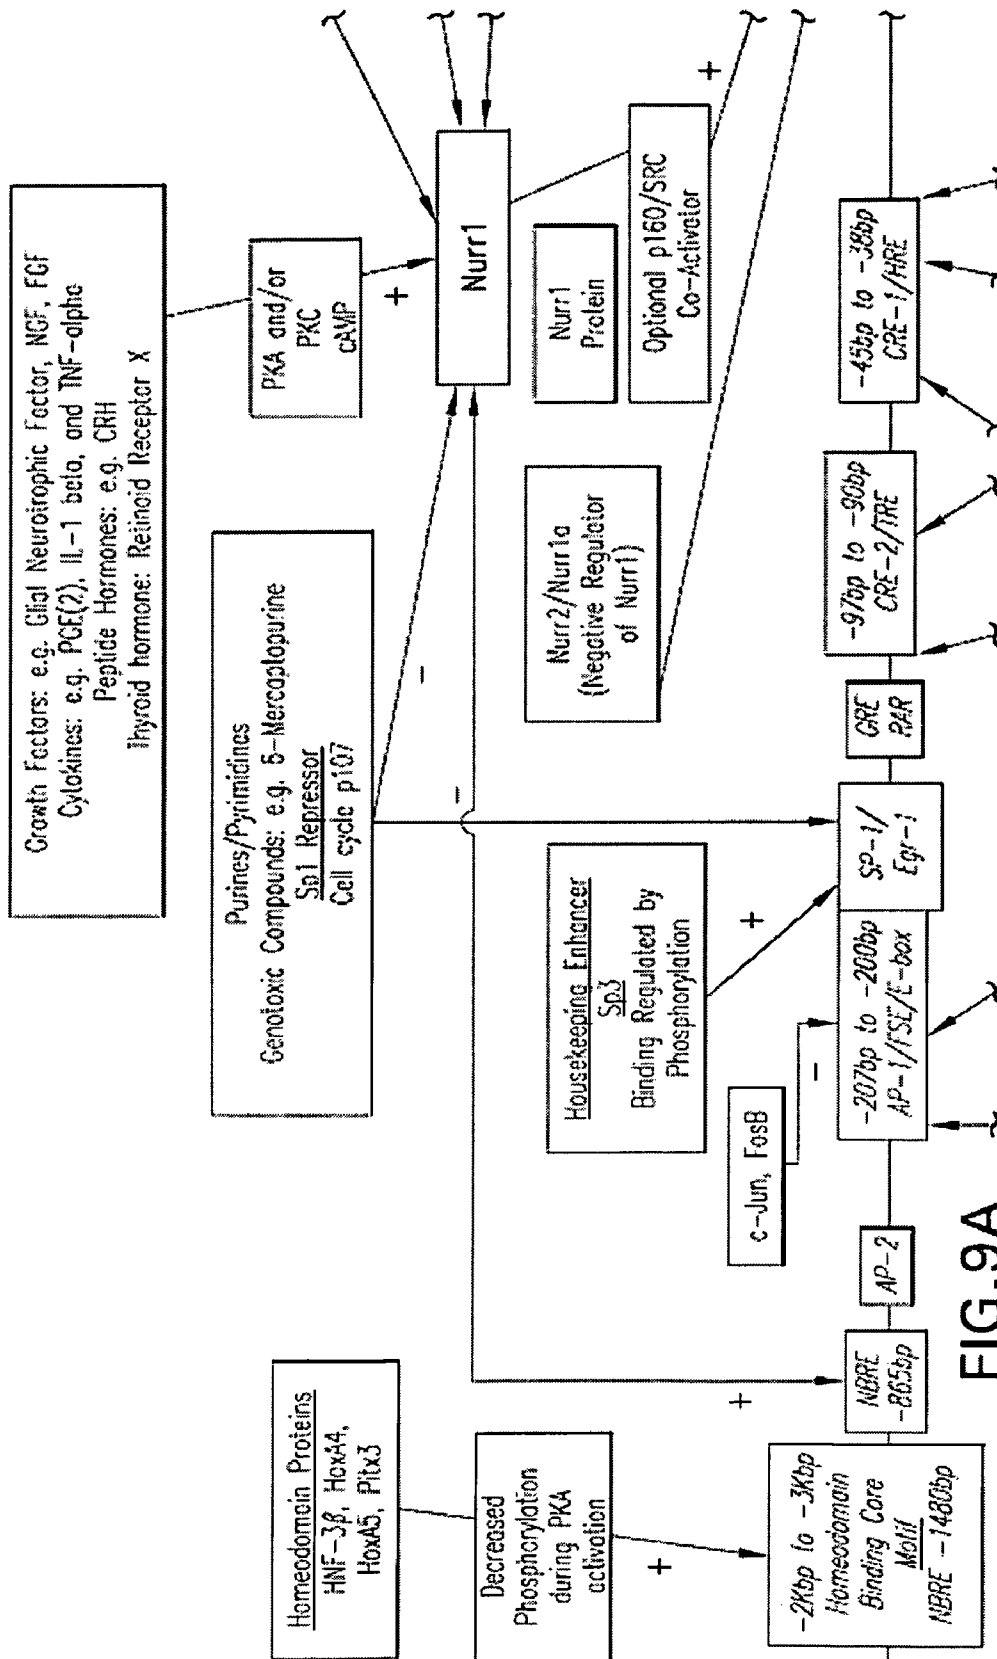 Growth Factors: e.g. Glial Neurotrophic Factor, NGF, FGF
Cytokines: e.g. PGE(2), IL-1 beta, and TNF-alpha
Peptide Hormones: e.g. CRH
Thyroid hormone: Retinoid Receptor X
Purines/Pyrimidines
Genotoxic Compounds: e.g. 6-Mercaptopurine
Sp1 Repressor
Cell cycle p107
PKA and/or
PKC
cAMP
+
-
-
Nurr1
Homeodomain Proteins
HNF-3β, HoxA4,
HoxA5, Pitx3
Decreased
Phosphorylation
during PKA
activation
+
Housekeeping Enhancer
Sp3
Binding Regulated by
Phosphorylation
+
Nurr2/Nurr1a
(Negative Regulator
of Nurr1)
Nurr1
Protein
Optional p160/SRC
Co-Activator
+
c-Jun, FosB
-
+
-2Kbp to -3Kbp
Homeodomain
Binding Core
Motif
NBRE -1480bp
NBRE
-865bp
AP-2
-207bp to -200bp
AP-1/FSE/E-box
SP-1/
Egr-1
GRE
RAR
-97bp to -90bp
CRE-2/TRE
-45bp to -38bp
CRE-1/HRE
FIG.9A